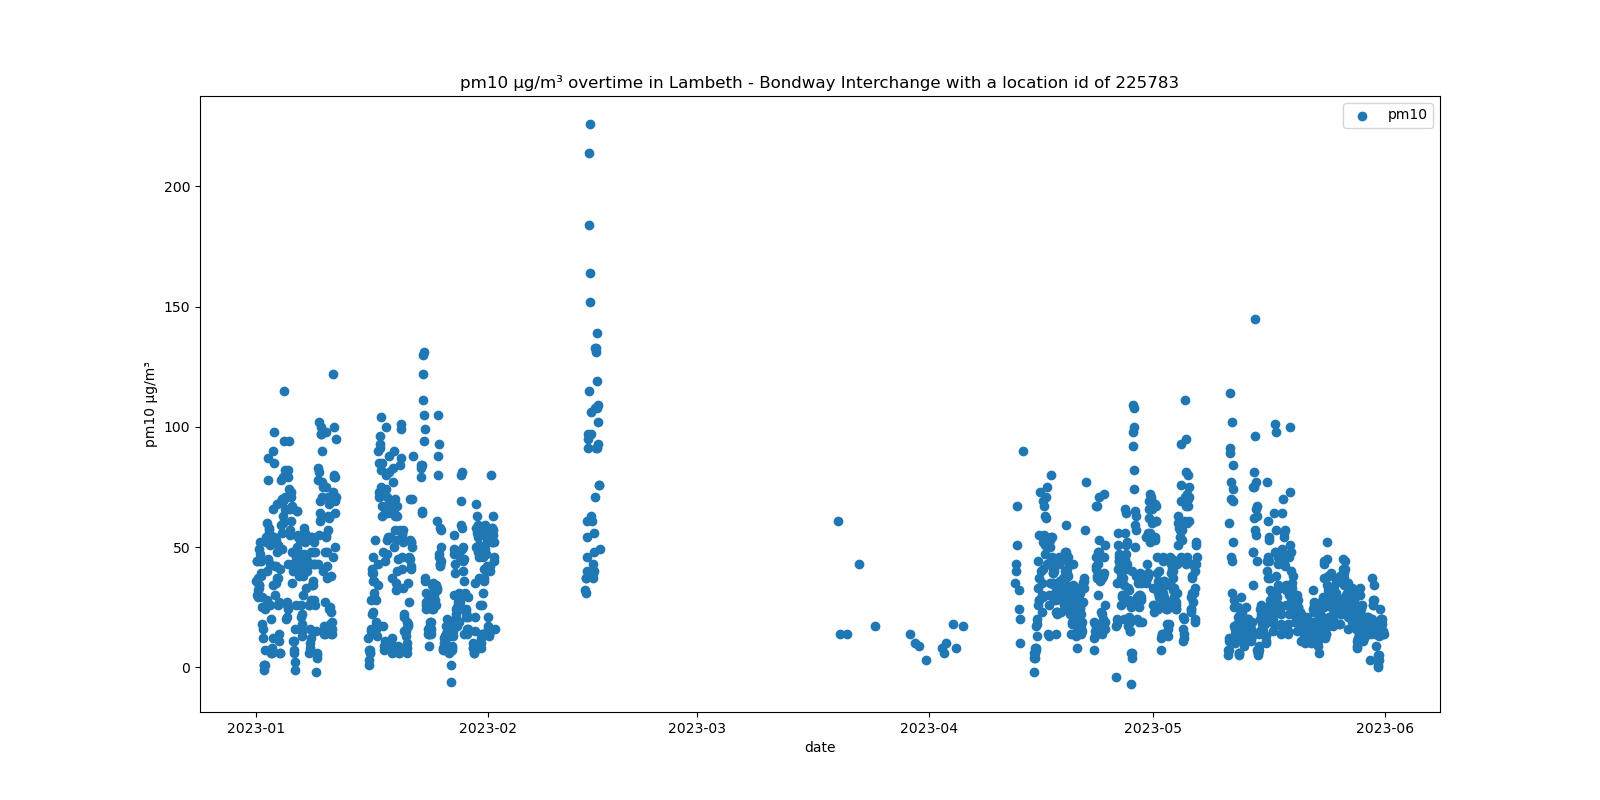 pm10 µg/m³ overtime in Lambeth - Bondway Interchange with a location id of 225783
pm10
200
150
100
50
0
pm10 µg/m³
2023-01 2023-02 2023-03 2023-04 2023-05 2023-06
date